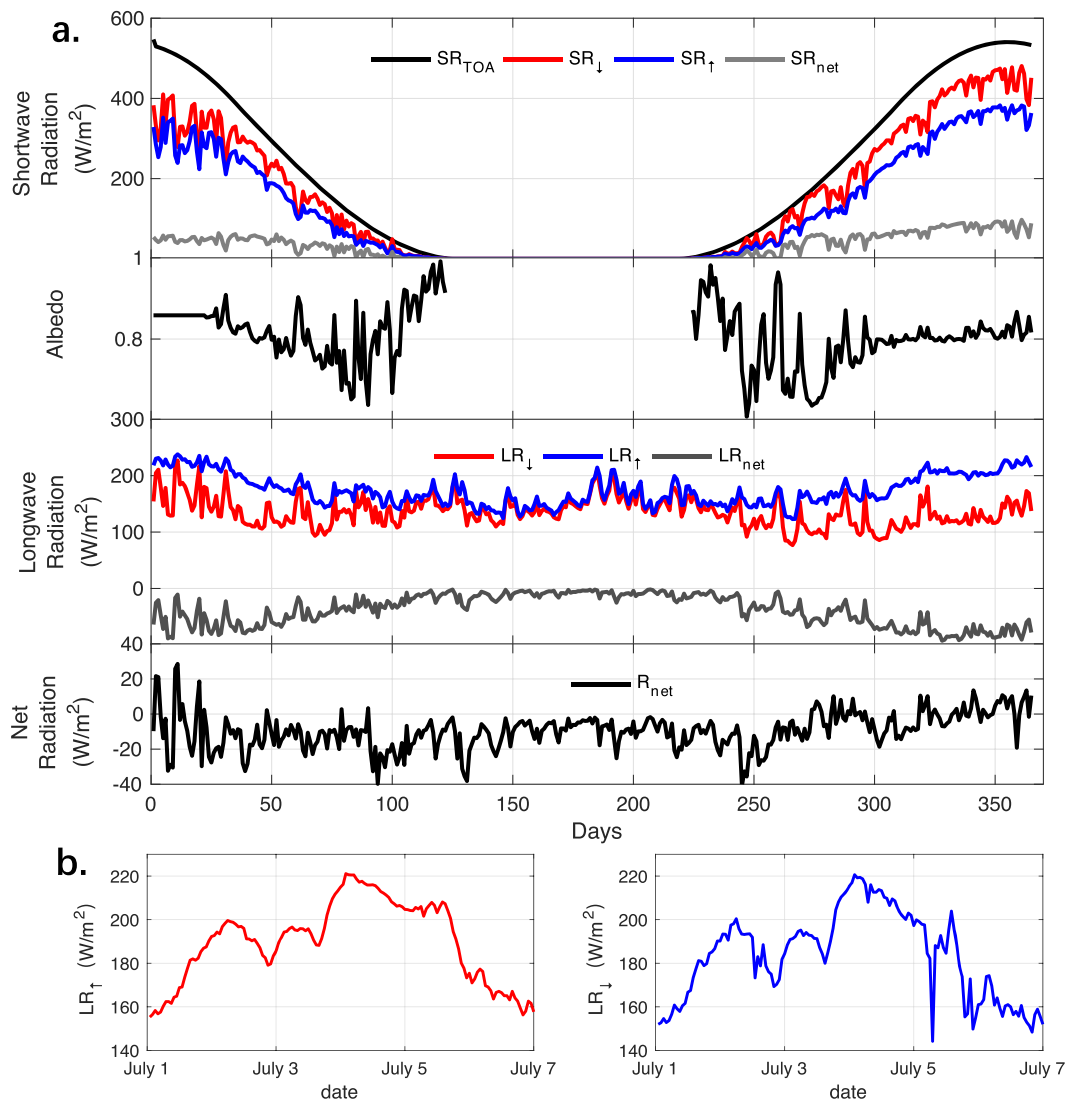 a.
600
400
200
1
Shortwave
Radiation
(W/m²)
SR_TOA SR↓ SR↑ SR_net
0.8
300
Albedo
200
100
0
40
Longwave
Radiation
(W/m²)
LR↓ LR↑ LR_net
20
0
-20
-40
Net
Radiation
(W/m²)
R_net
0 50 100 150 200 250 300 350
Days
b.
220
200
180
160
140
LR↑ (W/m²)
July 1 July 3 July 5 July 7
date
220
200
180
160
140
LR↓ (W/m²)
July 1 July 3 July 5 July 7
date